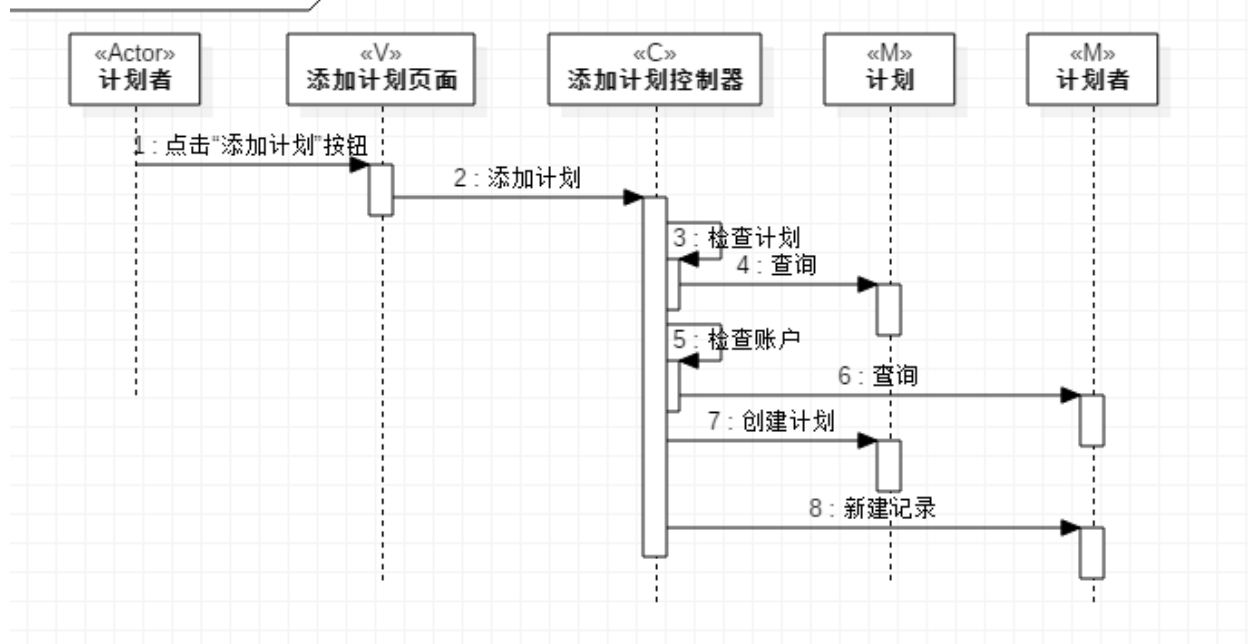 «Actor»
计划者
«V»
添加计划页面
«C»
添加计划控制器
«M»
计划
«M»
计划者
1 : 点击“添加计划”按钮
2 : 添加计划
3 : 检查计划
4 : 查询
5 : 检查账户
6 : 查询
7 : 创建计划
8 : 新建记录